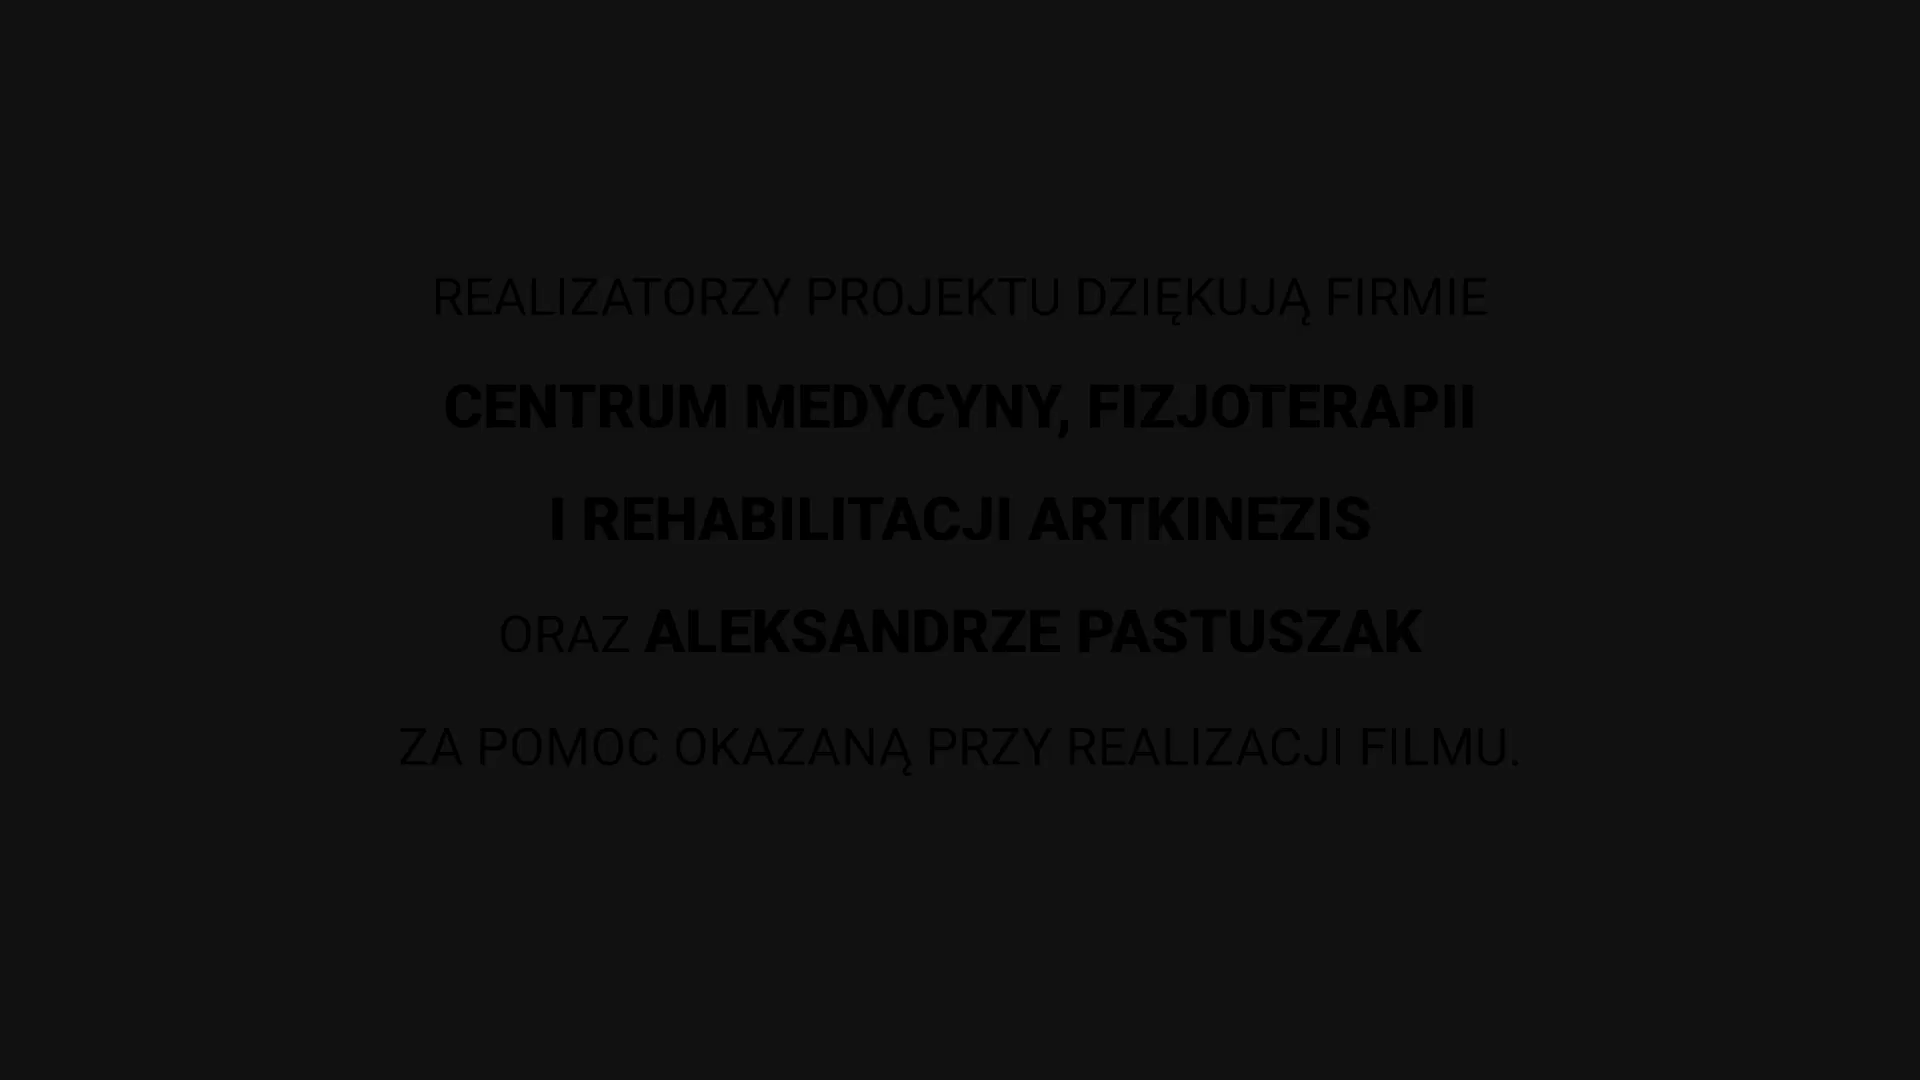 REALIZATORZY PROJEKTU DZIĘKUJĄ FIRMIE
CENTRUM MEDYCYNY, FIZJOTERAPII
I REHABILITACJI ARTKINEZIS
ORAZ ALEKSANDRZE PASTUSZAK
ZA POMOC OKAZANĄ PRZY REALIZACJI FILMU.